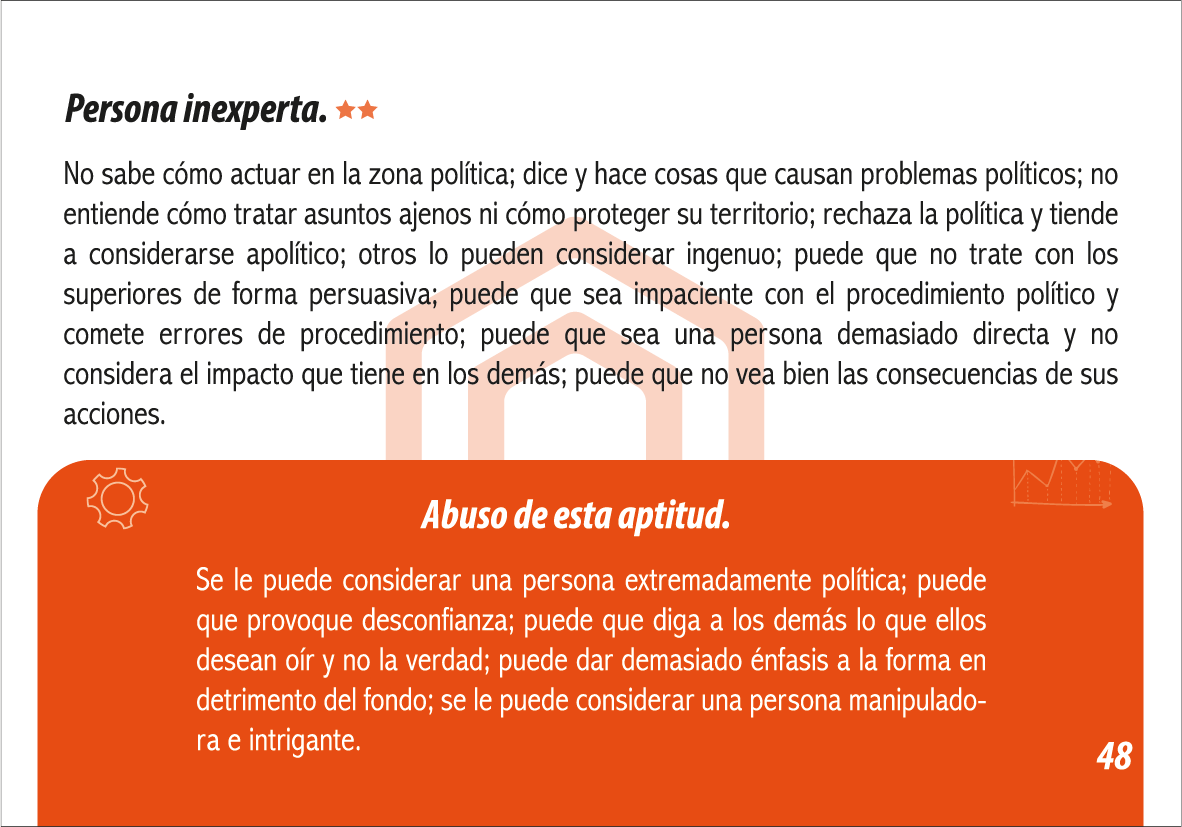 Persona inexperta.
No sabe cómo actuar en la zona política; dice y hace cosas que causan problemas políticos; no
entiende cómo tratar asuntos ajenos ni cómo proteger su territorio; rechaza la política y tiende
a considerarse apolítico; otros lo pueden considerar ingenuo; puede que no trate con los
superiores de forma persuasiva; puede que sea impaciente con el procedimiento político y
comete errores de procedimiento; puede que sea una persona demasiado directa y no
considera el impacto que tiene en los demás; puede que no vea bien las consecuencias de sus
acciones.
Abuso de esta aptitud.
Se le puede considerar una persona extremadamente política; puede
que provoque desconfianza; puede que diga a los demás lo que ellos
desean oír y no la verdad; puede dar demasiado énfasis a la forma en
detrimento del fondo; se le puede considerar una persona manipulado-
ra e intrigante.
48